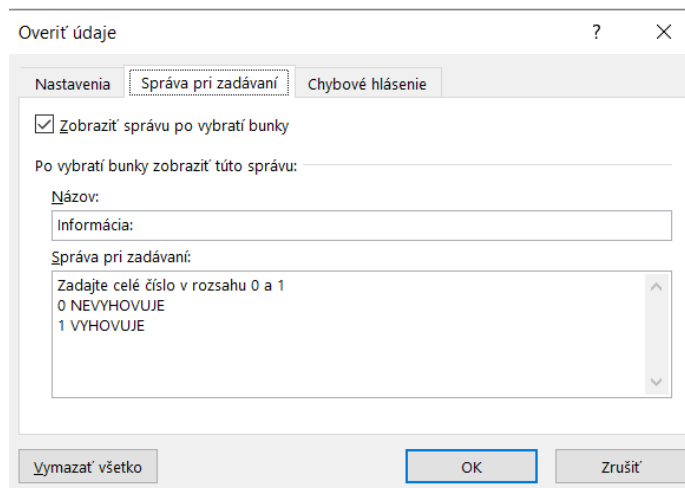 Overiť údaje ? ×
Nastavenia Správa pri zadávaní Chybové hlásenie
Zobraziť správu po vybratí bunky
Po vybratí bunky zobraziť túto správu:
Názov:
Informácia:
Správa pri zadávaní:
Zadajte celé číslo v rozsahu 0 a 1
0 NEVYHOVUJE
1 VYHOVUJE
Vymazať všetko OK Zrušiť